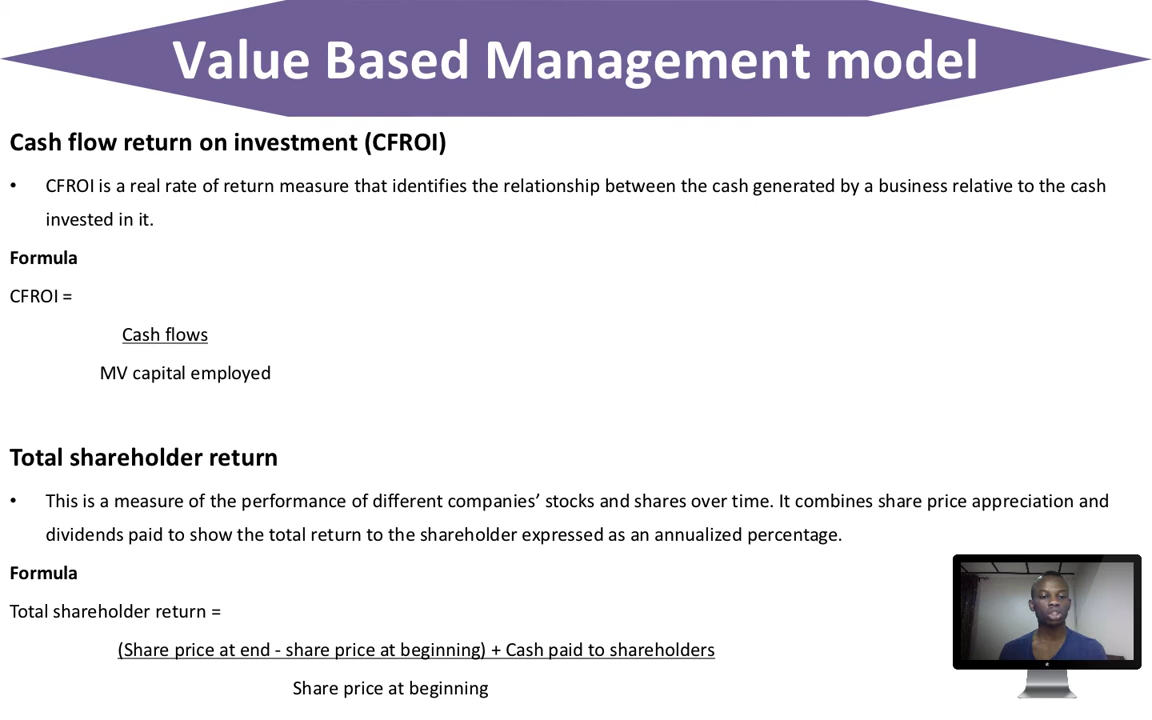 Value Based Management model
Cash flow return on investment (CFROI)
• CFROI is a real rate of return measure that identifies the relationship between the cash generated by a business relative to the cash
invested in it.
Formula
CFROI =
Cash flows
MV capital employed
Total shareholder return
• This is a measure of the performance of different companies’ stocks and shares over time. It combines share price appreciation and
dividends paid to show the total return to the shareholder expressed as an annualized percentage.
Formula
Total shareholder return =
(Share price at end - share price at beginning) + Cash paid to shareholders
Share price at beginning